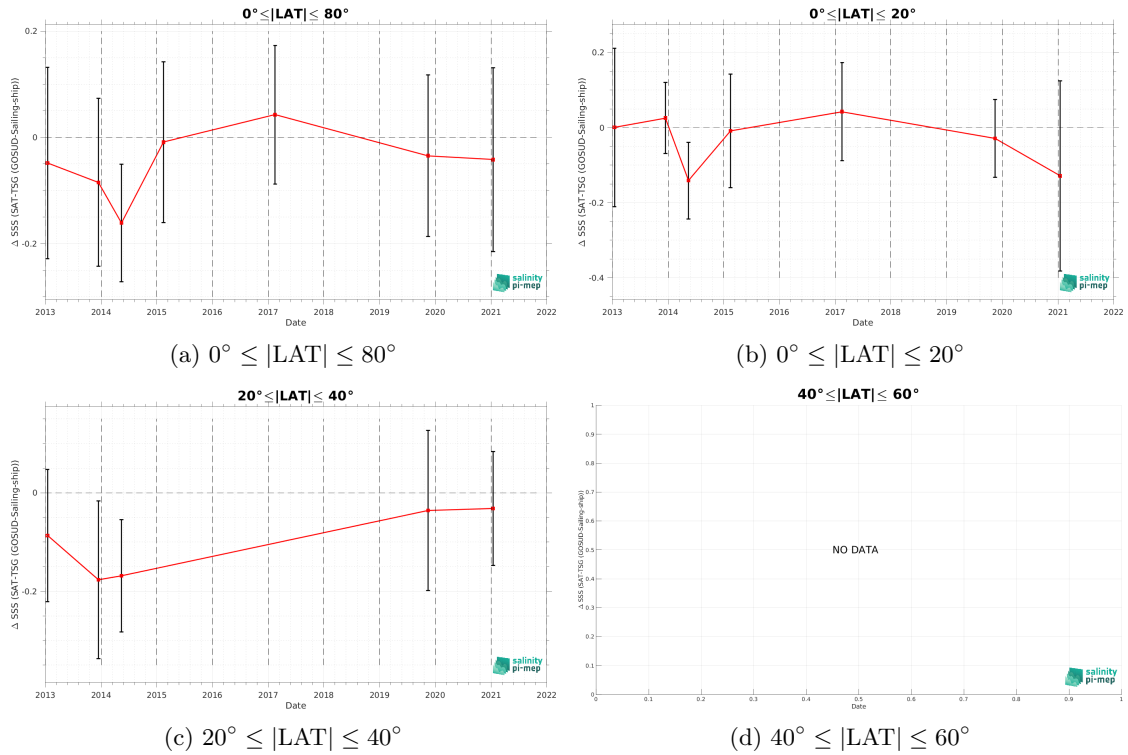 0°≤|LAT|≤ 80°
Δ SSS (SAT-TSG (GOSUD-Sailing-ship))
0.2
0
-0.2
2013 2014 2015 2016 2017 2018 2019 2020 2021 2022
Date
salinity
pi-mep
(a) 0° ≤ |LAT| ≤ 80°
0°≤|LAT|≤ 20°
Δ SSS (SAT-TSG (GOSUD-Sailing-ship))
0.2
0
-0.2
-0.4
2013 2014 2015 2016 2017 2018 2019 2020 2021 2022
Date
salinity
pi-mep
(b) 0° ≤ |LAT| ≤ 20°
20°≤|LAT|≤ 40°
Δ SSS (SAT-TSG (GOSUD-Sailing-ship))
0
-0.2
2013 2014 2015 2016 2017 2018 2019 2020 2021 2022
Date
salinity
pi-mep
(c) 20° ≤ |LAT| ≤ 40°
40°≤|LAT|≤ 60°
Δ SSS (SAT-TSG (GOSUD-Sailing-ship))
1
0.9
0.8
0.7
0.6
0.5
0.4
0.3
0.2
0.1
0
NO DATA
0 0.1 0.2 0.3 0.4 0.5 0.6 0.7 0.8 0.9 1
Date
salinity
pi-mep
(d) 40° ≤ |LAT| ≤ 60°